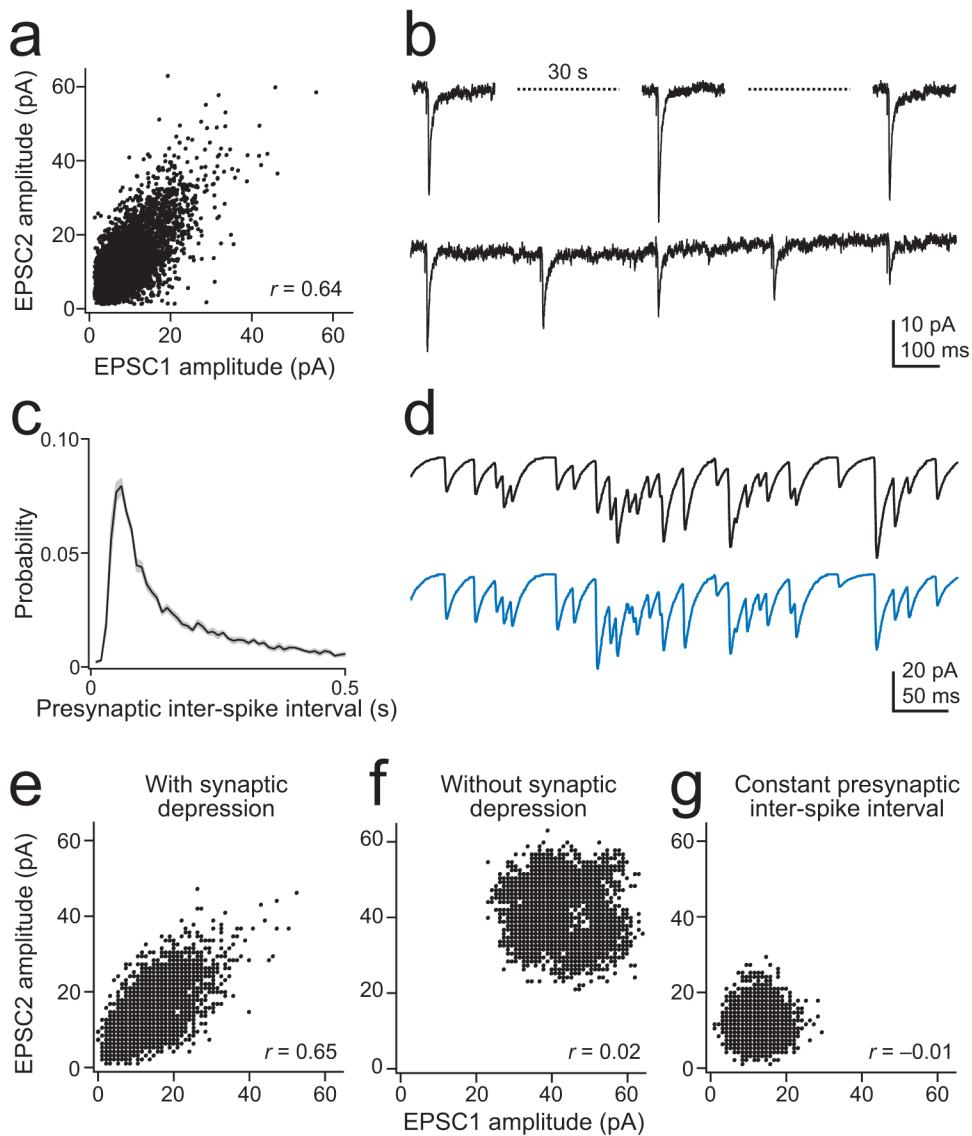 a
EPSC2 amplitude (pA)
60
40
20
0
r = 0.64
0 20 40 60
EPSC1 amplitude (pA)
b
30 s
10 pA
100 ms
c
Probability
0.10
0.05
0
0 0.5
Presynaptic inter-spike interval (s)
d
20 pA
50 ms
e
With synaptic
depression
EPSC2 amplitude (pA)
60
40
20
0
r = 0.65
0 20 40 60
f
Without synaptic
depression
60
40
20
0
r = 0.02
0 20 40 60
EPSC1 amplitude (pA)
g
Constant presynaptic
inter-spike interval
60
40
20
0
r = –0.01
0 20 40 60